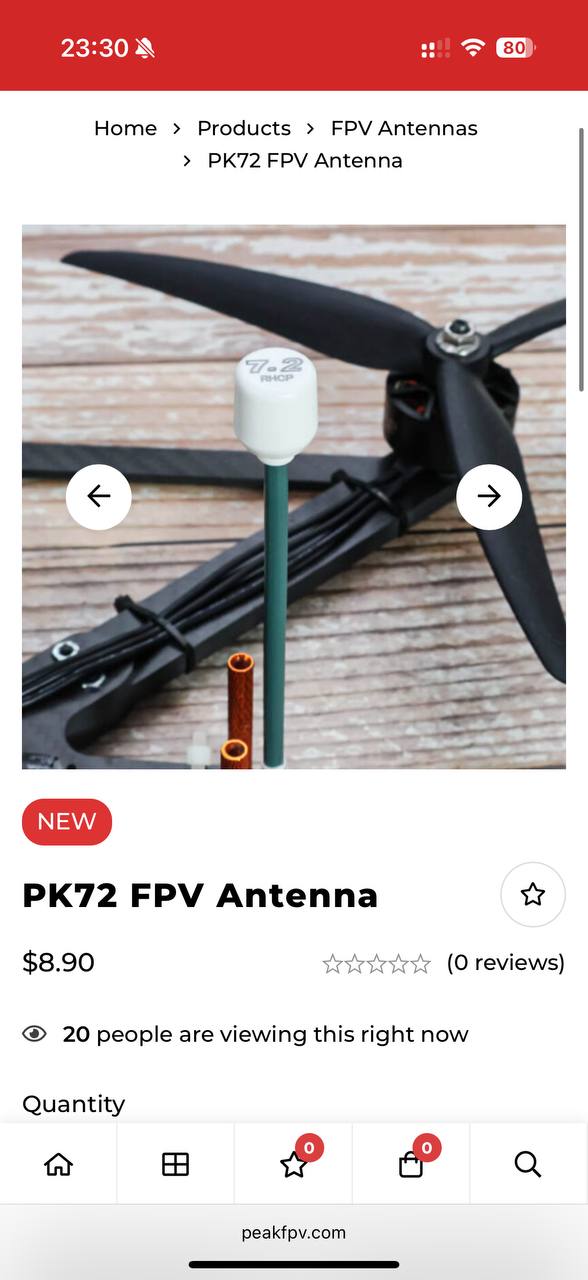 23:30
80
Home > Products > FPV Antennas
> PK72 FPV Antenna
7.2
RHCP
NEW
PK72 FPV Antenna
$8.90
(0 reviews)
20 people are viewing this right now
Quantity
0
0
peakfpv.com